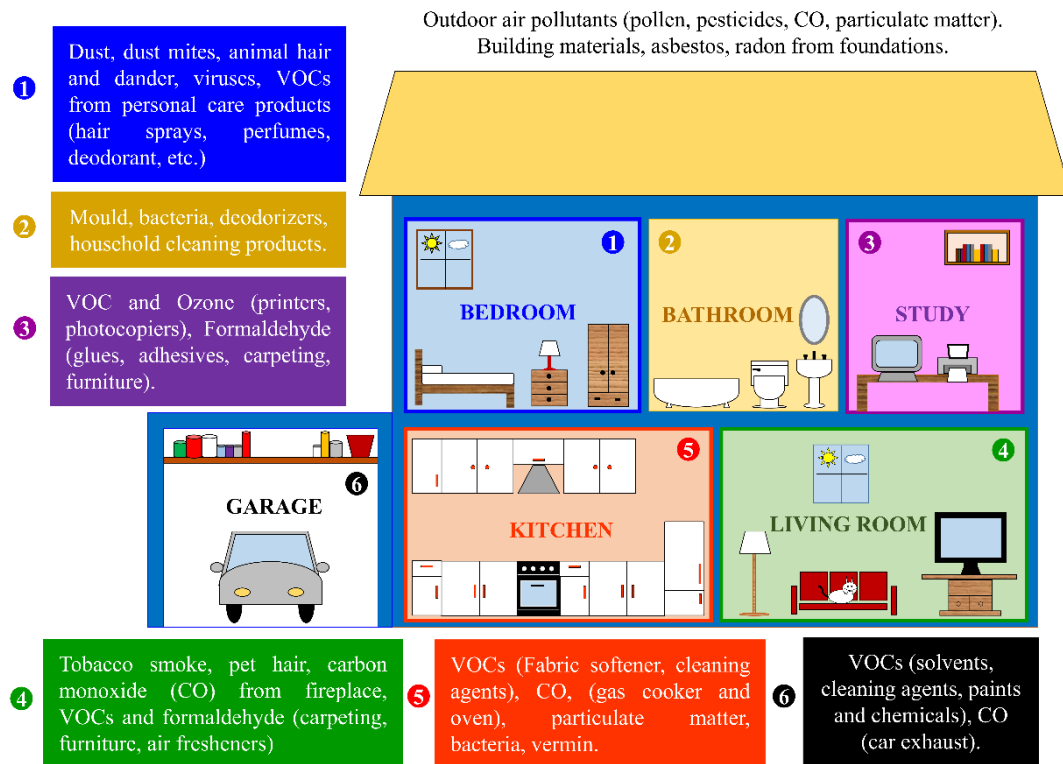 Outdoor air pollutants (pollen, pesticides, CO, particulate matter).
Building materials, asbestos, radon from foundations.
1
Dust, dust mites, animal hair
and dander, viruses, VOCs
from personal care products
(hair sprays, perfumes,
deodorant, etc.)
2
Mould, bacteria, deodorizers,
household cleaning products.
3
VOC and Ozone (printers,
photocopiers), Formaldehyde
(glues, adhesives, carpeting,
furniture).
1
BEDROOM
2
BATHROOM
3
STUDY
6
GARAGE
5
KITCHEN
4
LIVING ROOM
4
Tobacco smoke, pet hair, carbon
monoxide (CO) from fireplace,
VOCs and formaldehyde (carpeting,
furniture, air fresheners)
5
VOCs (Fabric softener, cleaning
agents), CO, (gas cooker and
oven), particulate matter,
bacteria, vermin.
6
VOCs (solvents,
cleaning agents, paints
and chemicals), CO
(car exhaust).